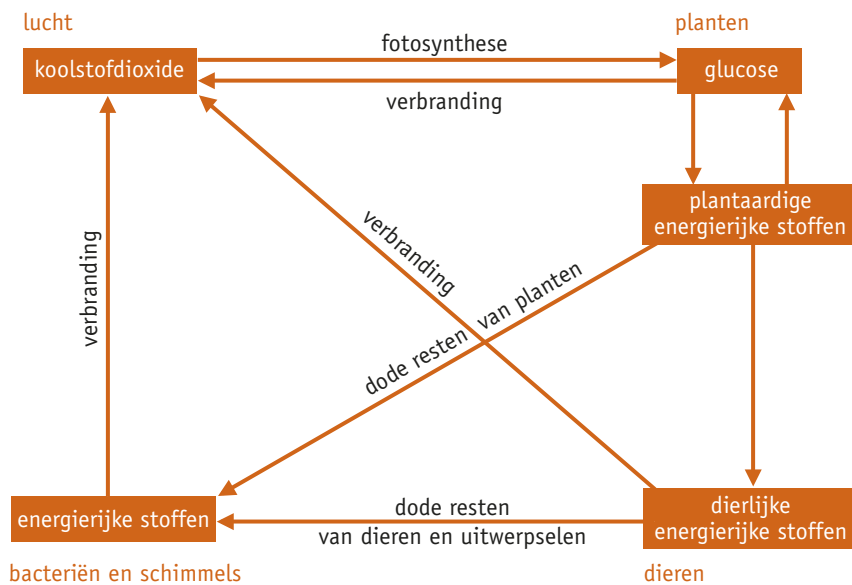 lucht
planten
koolstofdioxide
fotosynthese
glucose
verbranding
plantaardige
energierijke stoffen
verbranding
verbranding
dode resten van planten
energierijke stoffen
dode resten
van dieren en uitwerpselen
dierlijke
energierijke stoffen
bacteriën en schimmels
dieren